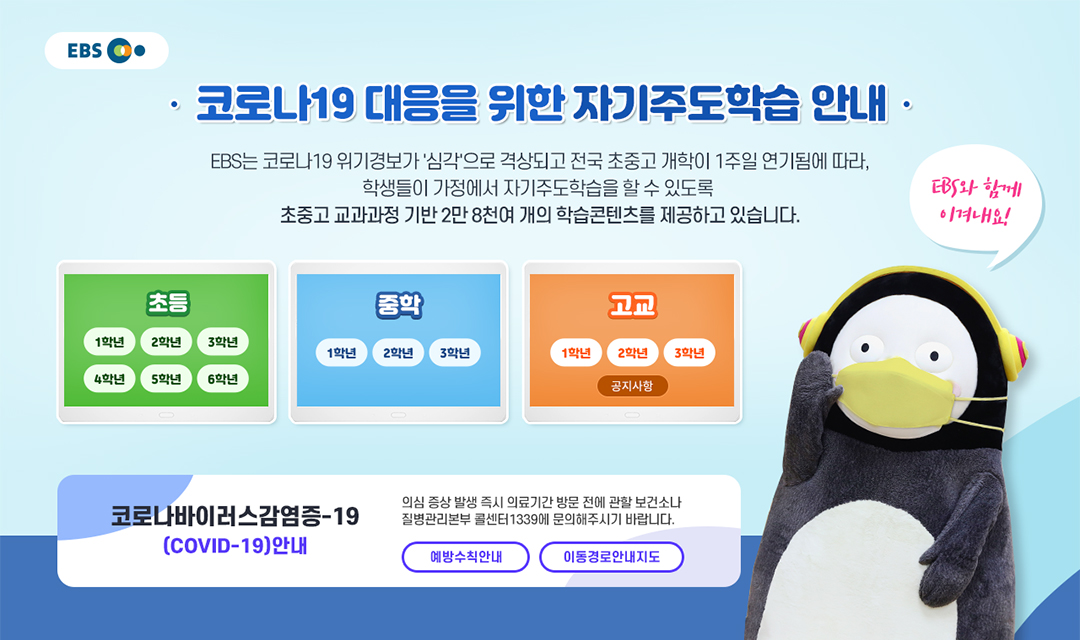 EBS
· 코로나19 대응을 위한 자기주도학습 안내 ·
EBS는 코로나19 위기경보가 '심각'으로 격상되고 전국 초중고 개학이 1주일 연기됨에 따라,
학생들이 가정에서 자기주도학습을 할 수 있도록
초중고 교과과정 기반 2만 8천여 개의 학습콘텐츠를 제공하고 있습니다.
EBS와 함께
이겨내요!
초등
1학년 2학년 3학년
4학년 5학년 6학년
중학
1학년 2학년 3학년
고교
1학년 2학년 3학년
공지사항
코로나바이러스감염증-19
(COVID-19)안내
의심 증상 발생 즉시 의료기간 방문 전에 관할 보건소나
질병관리본부 콜센터1339에 문의해주시기 바랍니다.
예방수칙안내 이동경로안내지도